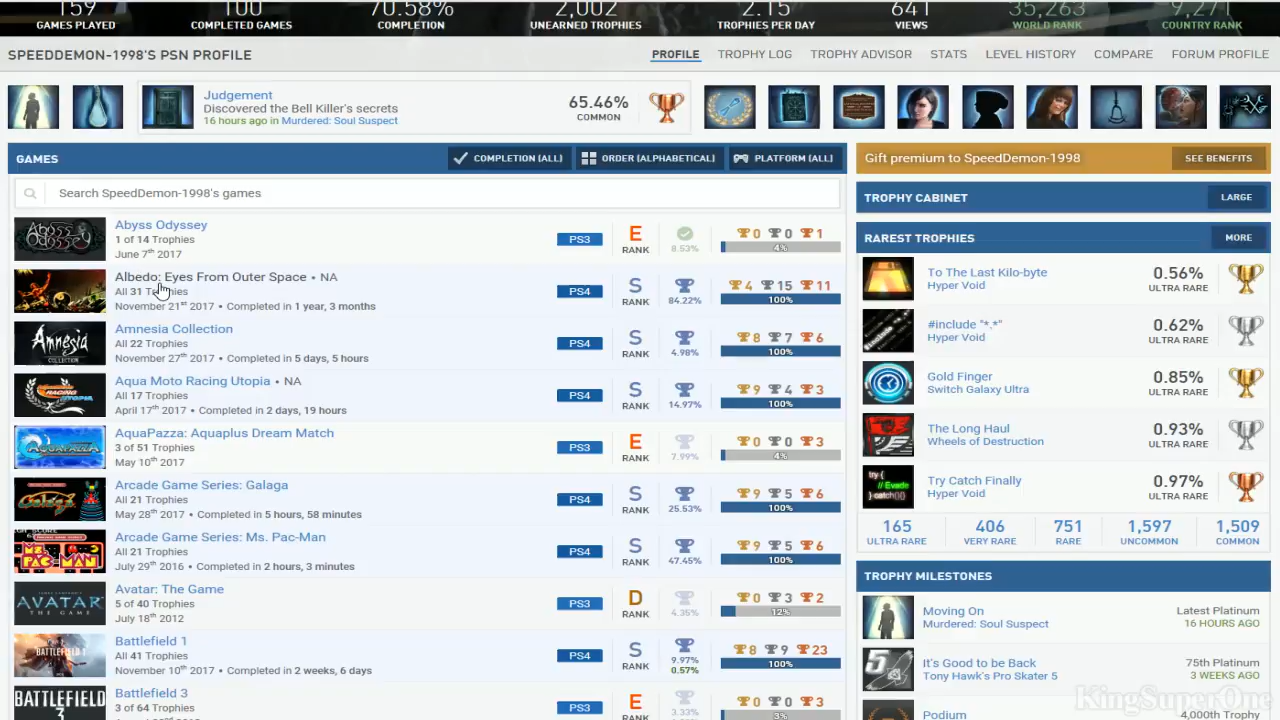 159 100 70.58% 2,002 2.15 641 35,263 9,271
GAMES PLAYED COMPLETED GAMES COMPLETION UNEARNED TROPHIES TROPHIES PER DAY VIEWS WORLD RANK COUNTRY RANK
SPEEDDEMON-1998'S PSN PROFILE PROFILE TROPHY LOG TROPHY ADVISOR STATS LEVEL HISTORY COMPARE FORUM PROFILE
Judgement
Discovered the Bell Killer's secrets
16 hours ago in Murdered: Soul Suspect
65.46%
COMMON
GAMES COMPLETION (ALL) ORDER (ALPHABETICAL) PLATFORM (ALL)
Search SpeedDemon-1998's games
Abyss Odyssey
1 of 14 Trophies
June 7th 2017
PS3 E RANK 8.53% 0 0 1 4%
Albedo: Eyes From Outer Space • NA
All 31 Trophies
November 21st 2017 • Completed in 1 year, 3 months
PS4 S RANK 84.22% 4 15 11 100%
Amnesia Collection
All 22 Trophies
November 27th 2017 • Completed in 5 days, 5 hours
PS4 S RANK 4.98% 8 7 6 100%
Aqua Moto Racing Utopia • NA
All 17 Trophies
April 17th 2017 • Completed in 2 days, 19 hours
PS4 S RANK 14.97% 9 4 3 100%
AquaPazza: Aquaplus Dream Match
3 of 51 Trophies
May 10th 2017
PS3 E RANK 7.99% 0 0 3 4%
Arcade Game Series: Galaga
All 21 Trophies
May 28th 2017 • Completed in 5 hours, 58 minutes
PS4 S RANK 25.53% 9 5 6 100%
Arcade Game Series: Ms. Pac-Man
All 21 Trophies
July 29th 2016 • Completed in 2 hours, 3 minutes
PS4 S RANK 47.45% 9 5 6 100%
Avatar: The Game
5 of 40 Trophies
July 18th 2012
PS3 D RANK 4.35% 0 3 2 12%
Battlefield 1
All 41 Trophies
November 10th 2017 • Completed in 2 weeks, 6 days
PS4 S RANK 9.97% 0.57% 8 9 23 100%
Battlefield 3
3 of 64 Trophies
PS3 E RANK 3.33% 0 0 3 3%
Gift premium to SpeedDemon-1998 SEE BENEFITS
TROPHY CABINET LARGE
RAREST TROPHIES MORE
To The Last Kilo-byte 0.56%
Hyper Void ULTRA RARE
#include "*.*" 0.62%
Hyper Void ULTRA RARE
Gold Finger 0.85%
Switch Galaxy Ultra ULTRA RARE
The Long Haul 0.93%
Wheels of Destruction ULTRA RARE
Try Catch Finally 0.97%
Hyper Void ULTRA RARE
165 406 751 1,597 1,509
ULTRA RARE VERY RARE RARE UNCOMMON COMMON
TROPHY MILESTONES
Moving On Latest Platinum
Murdered: Soul Suspect 16 HOURS AGO
It's Good to be Back 75th Platinum
Tony Hawk's Pro Skater 5 3 WEEKS AGO
Podium 4,000th Trophy
KingSuperOne